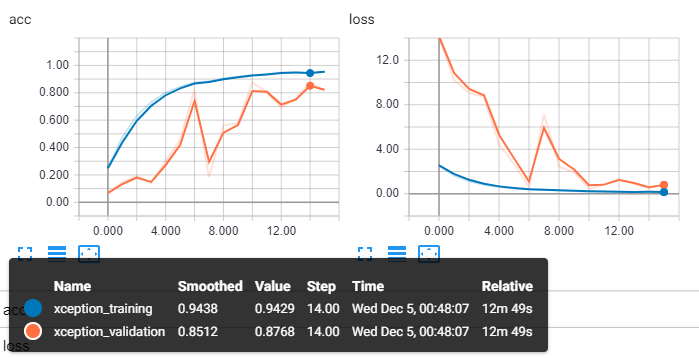 acc
loss
1.00
0.800
0.600
0.400
0.200
0.00
0.000 4.000 8.000 12.00
12.0
8.00
4.00
0.00
0.000 4.000 8.000 12.00
Name Smoothed Value Step Time Relative
xception_training 0.9438 0.9429 14.00 Wed Dec 5, 00:48:07 12m 49s
xception_validation 0.8512 0.8768 14.00 Wed Dec 5, 00:48:07 12m 49s
acc
loss